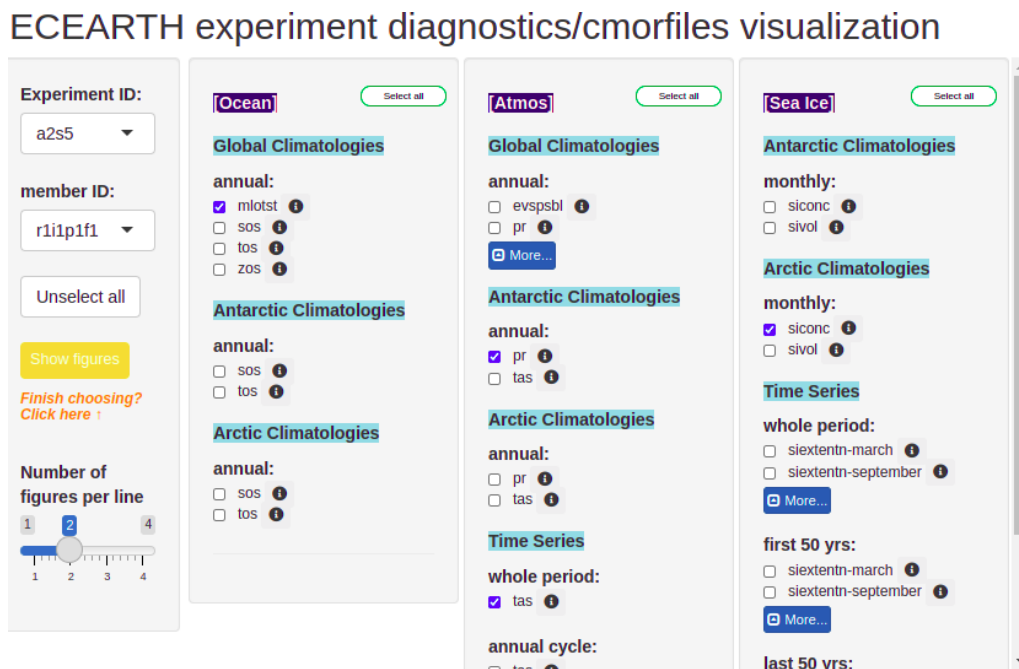 ECEARTH experiment diagnostics/cmorfiles visualization
Experiment ID:
a2s5
member ID:
r1i1p1f1
Unselect all
Show figures
Finish choosing?
Click here ↑
Number of
figures per line
1 2 4
1 2 3 4
[Ocean] Select all
Global Climatologies
annual:
mlotst
sos
tos
zos
Antarctic Climatologies
annual:
sos
tos
Arctic Climatologies
annual:
sos
tos
[Atmos] Select all
Global Climatologies
annual:
evspsbl
pr
More...
Antarctic Climatologies
annual:
pr
tas
Arctic Climatologies
annual:
pr
tas
Time Series
whole period:
tas
annual cycle:
[Sea Ice] Select all
Antarctic Climatologies
monthly:
siconc
sivol
Arctic Climatologies
monthly:
siconc
sivol
Time Series
whole period:
siextentn-march
siextentn-september
More...
first 50 yrs:
siextentn-march
siextentn-september
More...
last 50 yrs: